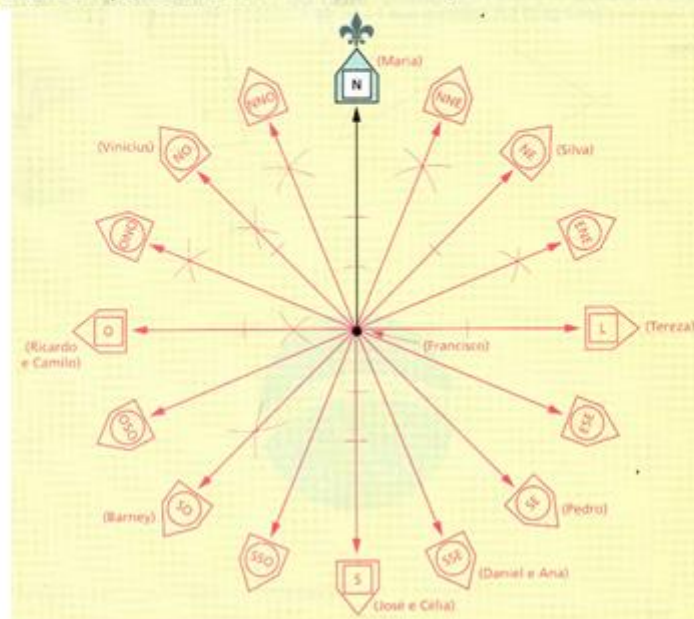 (Maria)
N
NNO
NNE
(Vinicius)
NO
NE
(Silva)
ONO
ENE
O
L
(Tereza)
(Ricardo
e Camilo)
(Francisco)
OSO
ESE
(Barney)
SO
SE
(Pedro)
SSO
SSE
(Daniel e Ana)
S
(José e Célia)